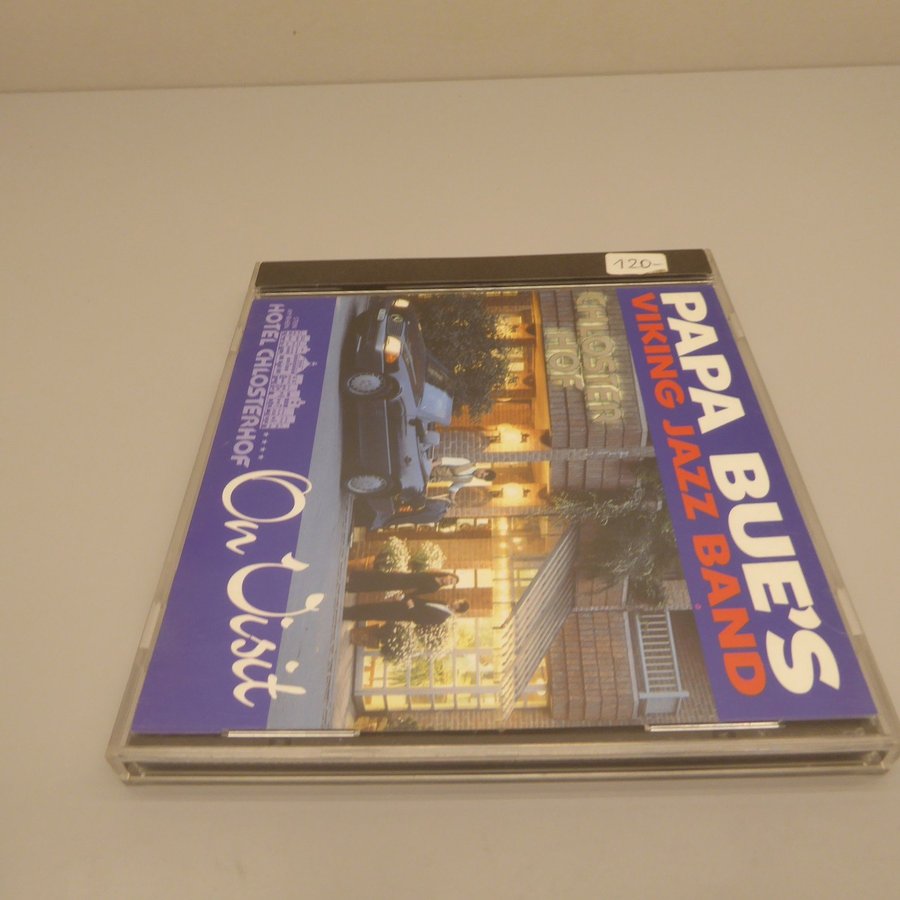 120-
PAPA BUE'S
VIKING JAZZ BAND
CHLOSTER
HOF
HOTEL CHLOSTERHOF
On Visit